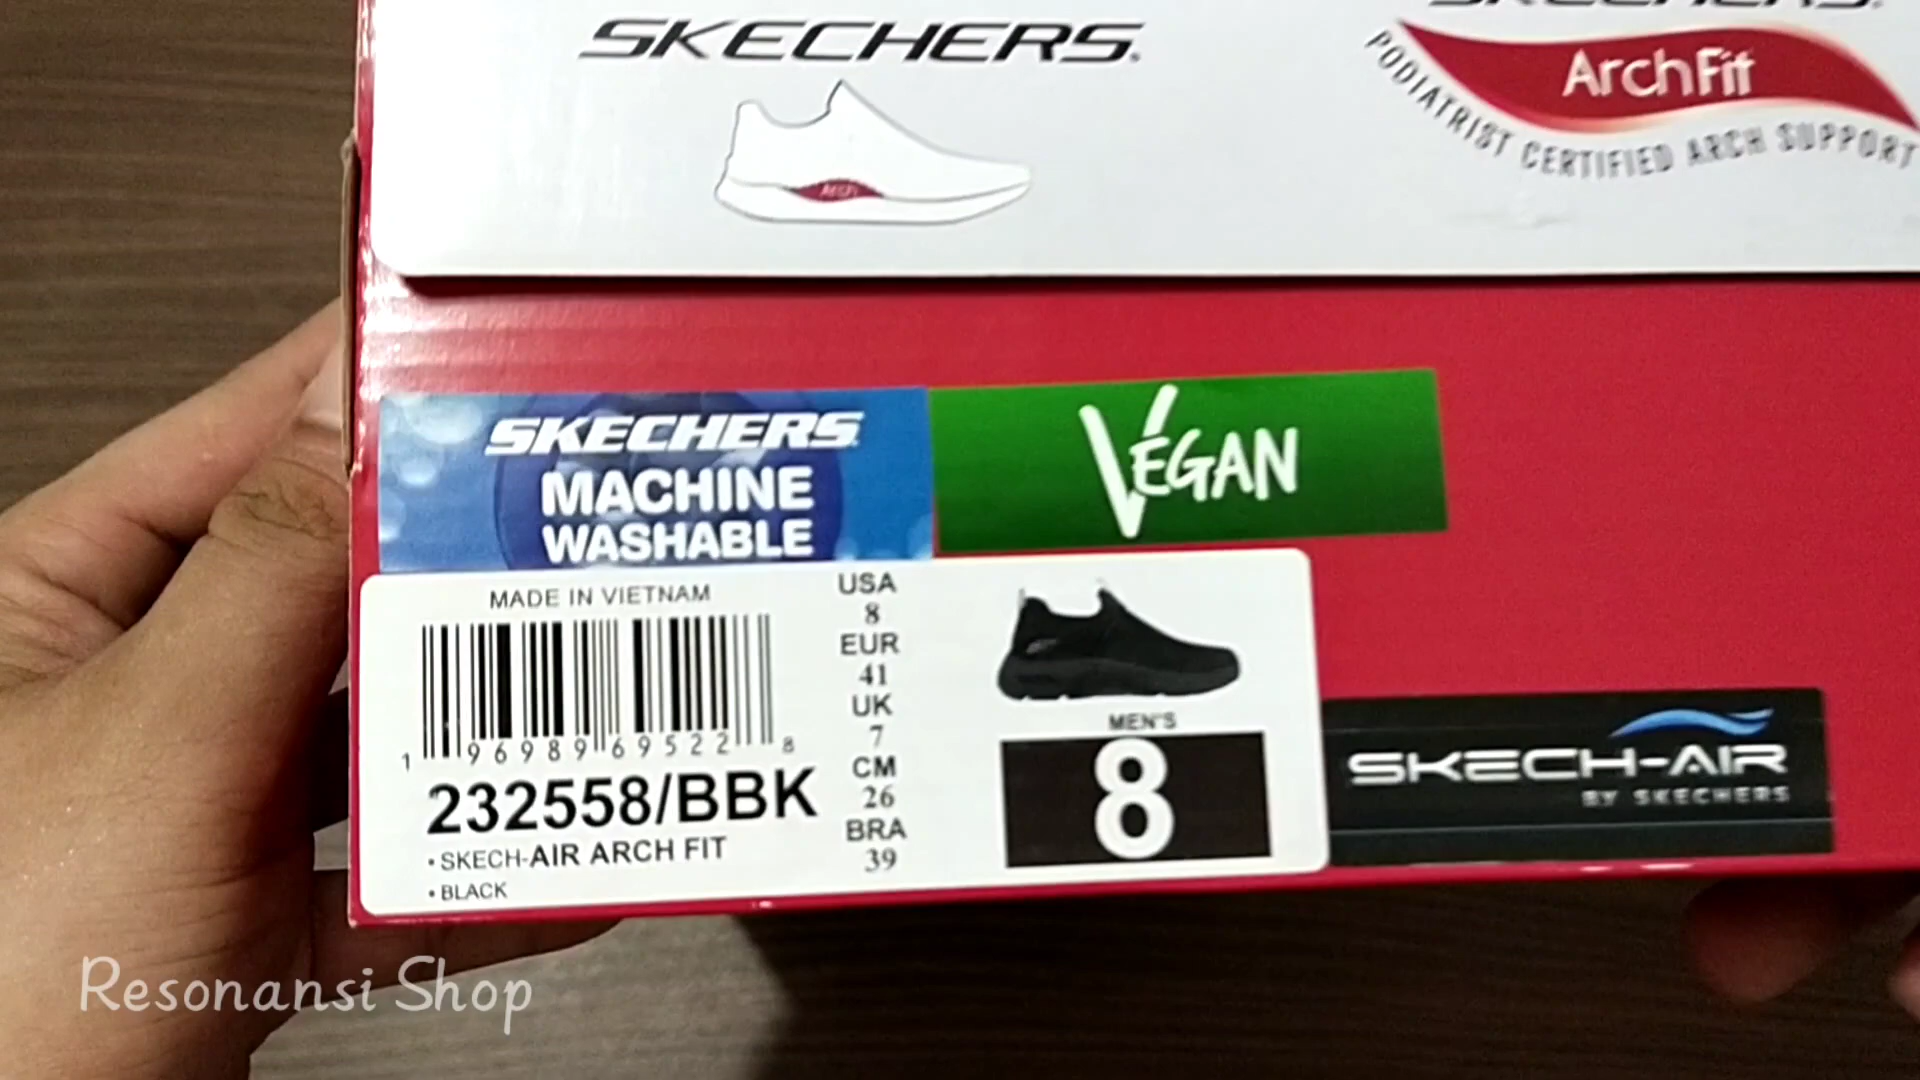 SKECHERS.
SKECHERS.
ArchFit
PODIATRIST CERTIFIED ARCH SUPPORT
Arch
SKECHERS
MACHINE
WASHABLE
VEGAN
MADE IN VIETNAM
1 96989 69522 8
232558/BBK
• SKECH-AIR ARCH FIT
• BLACK
USA
8
EUR
41
UK
7
CM
26
BRA
39
MEN'S
8
SKECH-AIR
BY SKECHERS
Resonansi Shop